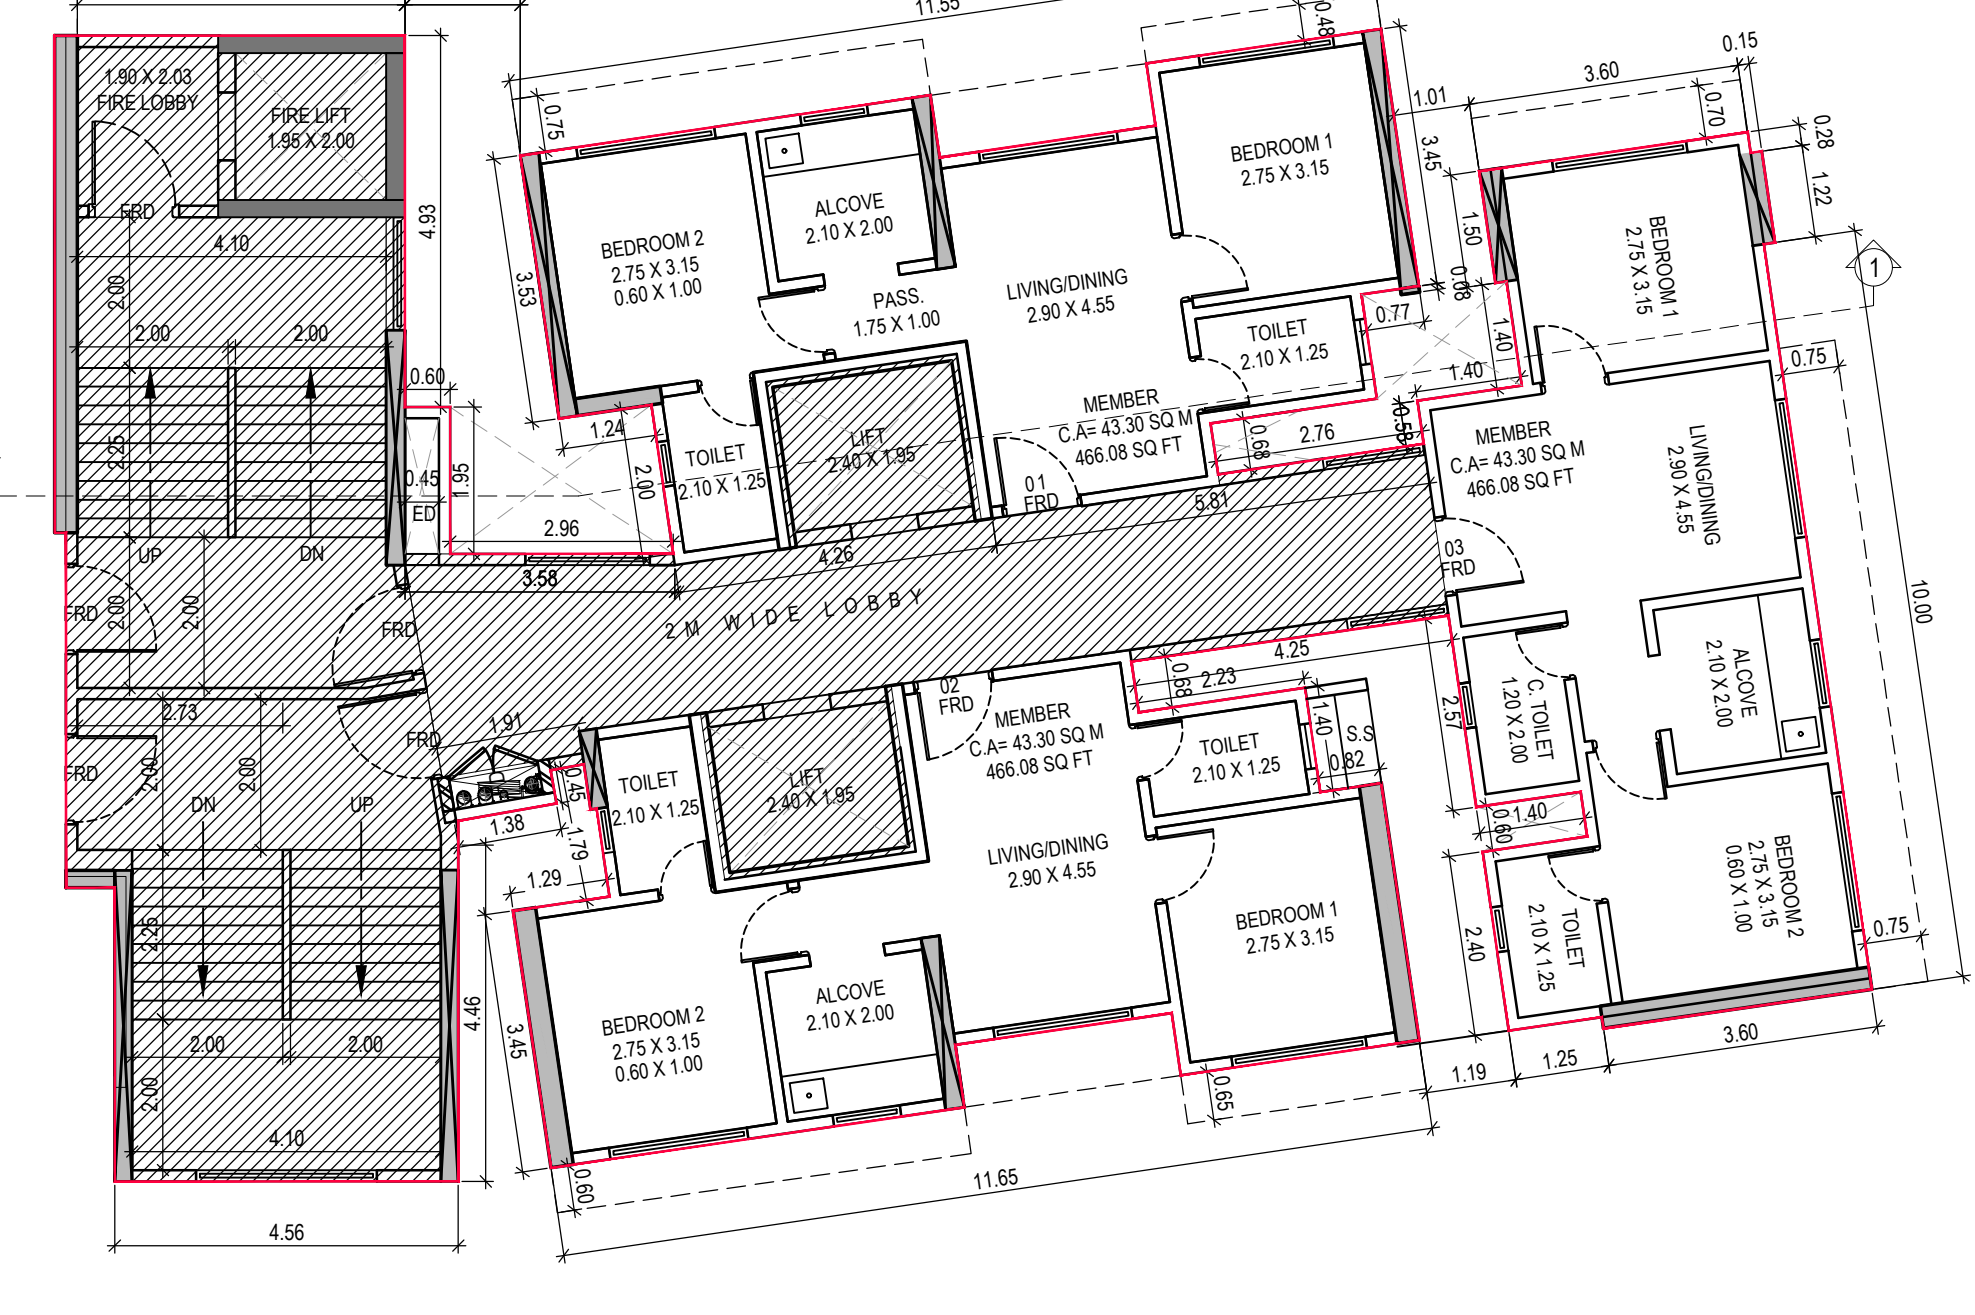 11.55
0.48
0.15
3.60
1.90 X 2.03
FIRE LOBBY
FIRE LIFT
1.95 X 2.00
0.75
1.01
0.70
0.28
1.22
3.45
BEDROOM 1
2.75 X 3.15
FRD
4.10
4.93
ALCOVE
2.10 X 2.00
BEDROOM 2
2.75 X 3.15
0.60 X 1.00
1.50
BEDROOM 1
2.75 X 3.15
1
2.00
3.53
PASS.
1.75 X 1.00
LIVING/DINING
2.90 X 4.55
0.08
0.77
1.40
2.00
2.00
TOILET
2.10 X 1.25
0.75
0.60
1.40
MEMBER
C.A= 43.30 SQ M
466.08 SQ FT
0.58
2.76
0.68
MEMBER
C.A= 43.30 SQ M
466.08 SQ FT
LIVING/DINING
2.90 X 4.55
1.24
LIFT
2.40 X 1.95
2.25
0.45
ED
1.95
2.00
TOILET
2.10 X 1.25
01
FRD
5.81
2.96
4.26
UP
DN
3.58
03
FRD
10.00
FRD
2.00
2.00
FRD
2 M WIDE LOBBY
4.25
0.68
2.23
2.57
C. TOILET
1.20 X 2.00
ALCOVE
2.10 X 2.00
02
FRD
2.73
1.91
MEMBER
C.A= 43.30 SQ M
466.08 SQ FT
1.40
S.S
0.82
TOILET
2.10 X 1.25
FRD
FRD
2.00
2.00
DN
UP
0.45
TOILET
2.10 X 1.25
LIFT
2.40 X 1.95
1.38
1.79
1.29
0.60
1.40
LIVING/DINING
2.90 X 4.55
BEDROOM 2
2.75 X 3.15
0.60 X 1.00
BEDROOM 1
2.75 X 3.15
2.25
2.40
TOILET
2.10 X 1.25
0.75
4.46
3.45
BEDROOM 2
2.75 X 3.15
0.60 X 1.00
ALCOVE
2.10 X 2.00
2.00
2.00
2.00
3.60
1.19
1.25
0.65
4.10
0.60
11.65
4.56